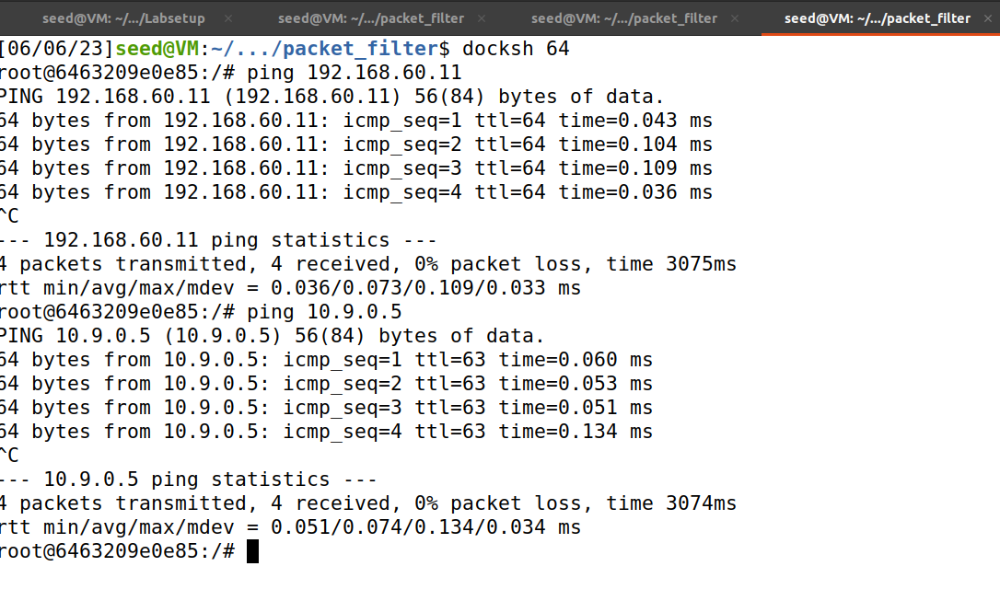 seed@VM: ~/.../Labsetup × seed@VM: ~/.../packet_filter × seed@VM: ~/.../packet_filter × seed@VM: ~/.../packet_filter ×
[06/06/23]seed@VM:~/.../packet_filter$ docksh 64
root@6463209e0e85:/# ping 192.168.60.11
PING 192.168.60.11 (192.168.60.11) 56(84) bytes of data.
64 bytes from 192.168.60.11: icmp_seq=1 ttl=64 time=0.043 ms
64 bytes from 192.168.60.11: icmp_seq=2 ttl=64 time=0.104 ms
64 bytes from 192.168.60.11: icmp_seq=3 ttl=64 time=0.109 ms
64 bytes from 192.168.60.11: icmp_seq=4 ttl=64 time=0.036 ms
^C
--- 192.168.60.11 ping statistics ---
4 packets transmitted, 4 received, 0% packet loss, time 3075ms
rtt min/avg/max/mdev = 0.036/0.073/0.109/0.033 ms
root@6463209e0e85:/# ping 10.9.0.5
PING 10.9.0.5 (10.9.0.5) 56(84) bytes of data.
64 bytes from 10.9.0.5: icmp_seq=1 ttl=63 time=0.060 ms
64 bytes from 10.9.0.5: icmp_seq=2 ttl=63 time=0.053 ms
64 bytes from 10.9.0.5: icmp_seq=3 ttl=63 time=0.051 ms
64 bytes from 10.9.0.5: icmp_seq=4 ttl=63 time=0.134 ms
^C
--- 10.9.0.5 ping statistics ---
4 packets transmitted, 4 received, 0% packet loss, time 3074ms
rtt min/avg/max/mdev = 0.051/0.074/0.134/0.034 ms
root@6463209e0e85:/#